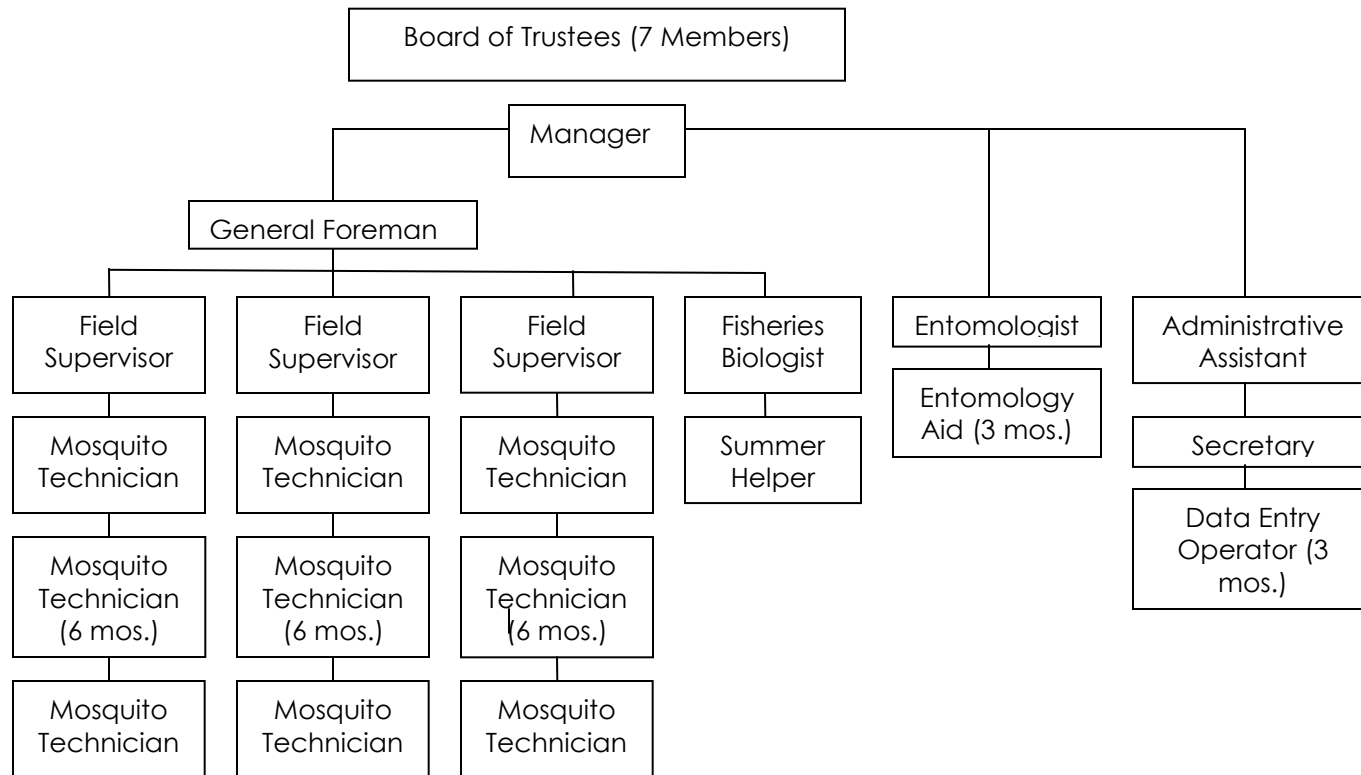 Board of Trustees (7 Members)
Manager
General Foreman
Field
Supervisor
Field
Supervisor
Field
Supervisor
Fisheries
Biologist
Entomologist
Administrative
Assistant
Mosquito
Technician
Mosquito
Technician
Mosquito
Technician
Summer
Helper
Entomology
Aid (3 mos.)
Secretary
Data Entry
Operator (3
mos.)
Mosquito
Technician
(6 mos.)
Mosquito
Technician
(6 mos.)
Mosquito
Technician
(6 mos.)
Mosquito
Technician
Mosquito
Technician
Mosquito
Technician